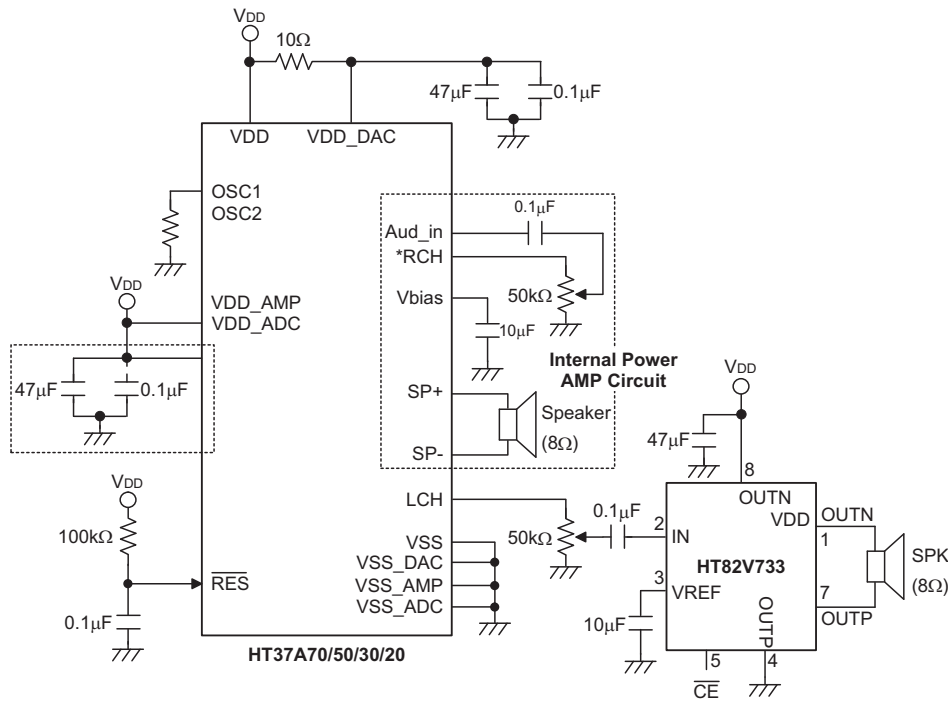 VDD
10Ω
47μF
0.1μF
VDD
VDD_DAC
OSC1
OSC2
Aud_in
0.1μF
*RCH
50kΩ
VDD
VDD_AMP
VDD_ADC
Vbias
10μF
47μF
0.1μF
Internal Power
AMP Circuit
SP+
Speaker
(8Ω)
SP-
VDD
47μF
8
VDD
100kΩ
RES
0.1μF
LCH
50kΩ
0.1μF
VSS
VSS_DAC
VSS_AMP
VSS_ADC
OUTN
VDD
OUTN
2
IN
1
HT82V733
SPK
(8Ω)
3
VREF
7
OUTP
OUTP
10μF
5
4
CE
HT37A70/50/30/20